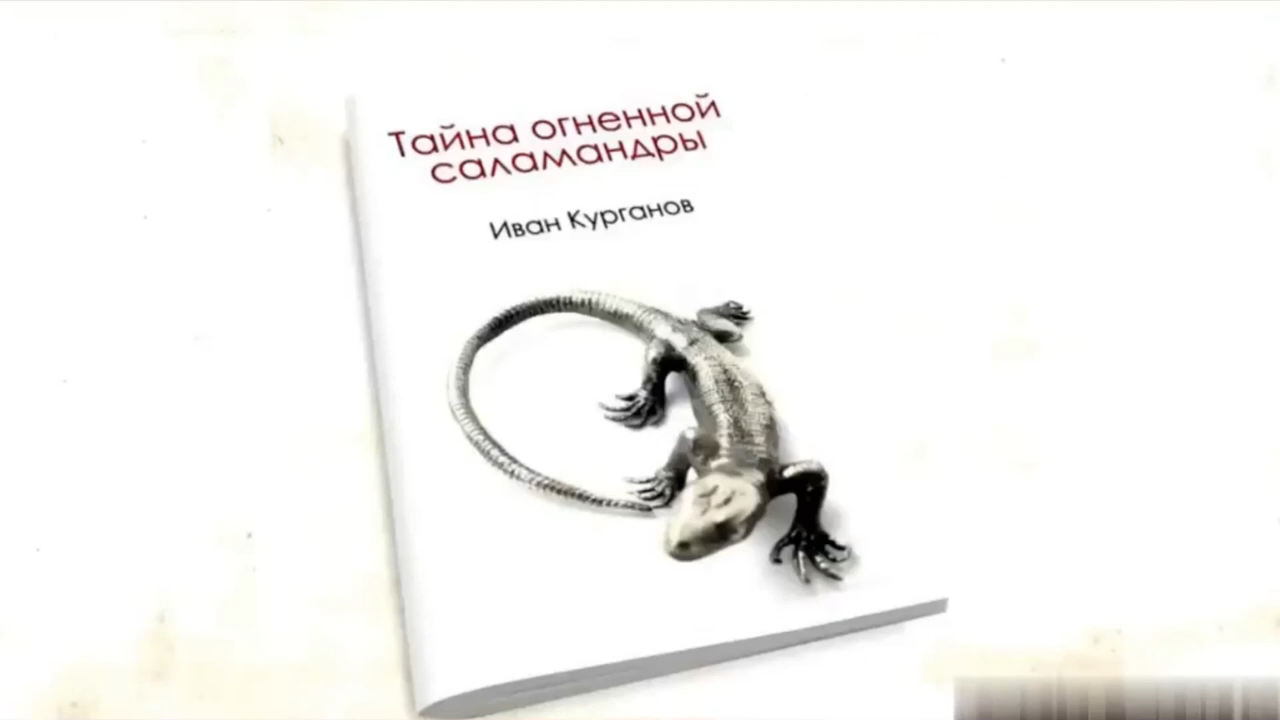 Тайна огненной
саламандры
Иван Курганов